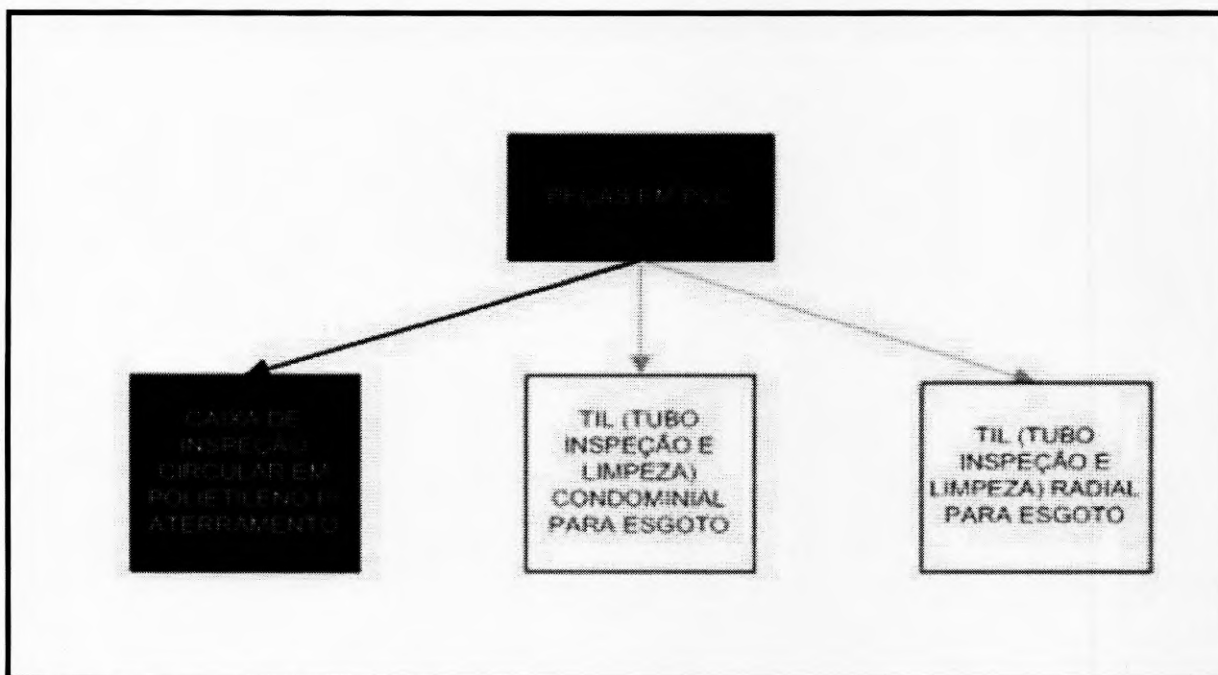 PEÇAS EM PVC
CAIXA DE
INSPEÇÃO
CIRCULAR EM
POLIETILENO P/
ATERRAMENTO
TIL (TUBO
INSPEÇÃO E
LIMPEZA)
CONDOMINIAL
PARA ESGOTO
TIL (TUBO
INSPEÇÃO E
LIMPEZA) RADIAL
PARA ESGOTO